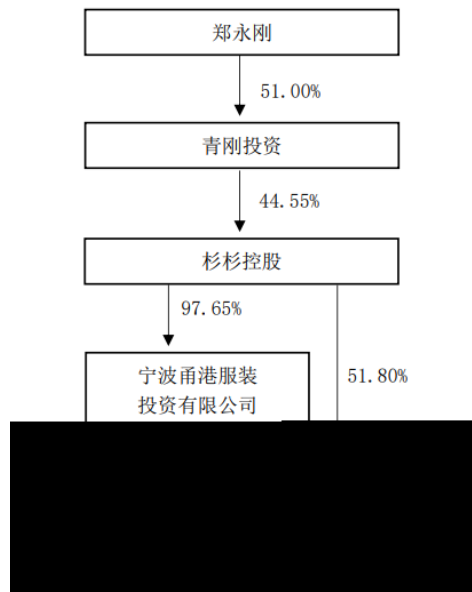 郑永刚
51.00%
青刚投资
44.55%
杉杉控股
97.65%
宁波甬港服装
投资有限公司
51.80%